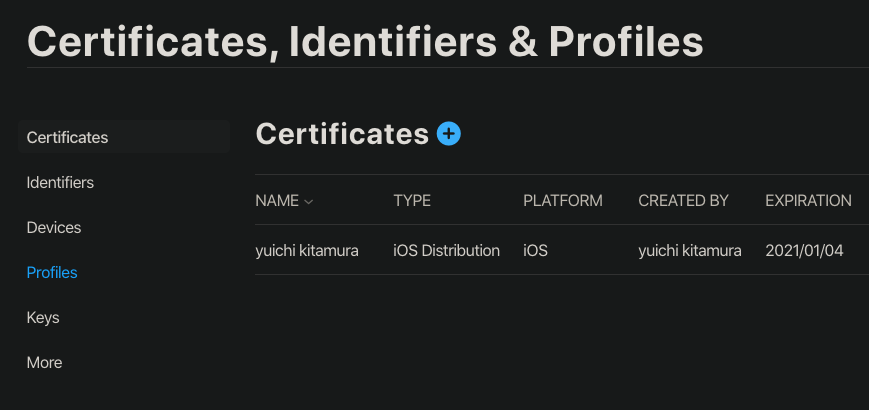 Certificates, Identifiers & Profiles
Certificates
Identifiers
Devices
Profiles
Keys
More
Certificates
NAME TYPE PLATFORM CREATED BY EXPIRATION
yuichi kitamura iOS Distribution iOS yuichi kitamura 2021/01/04